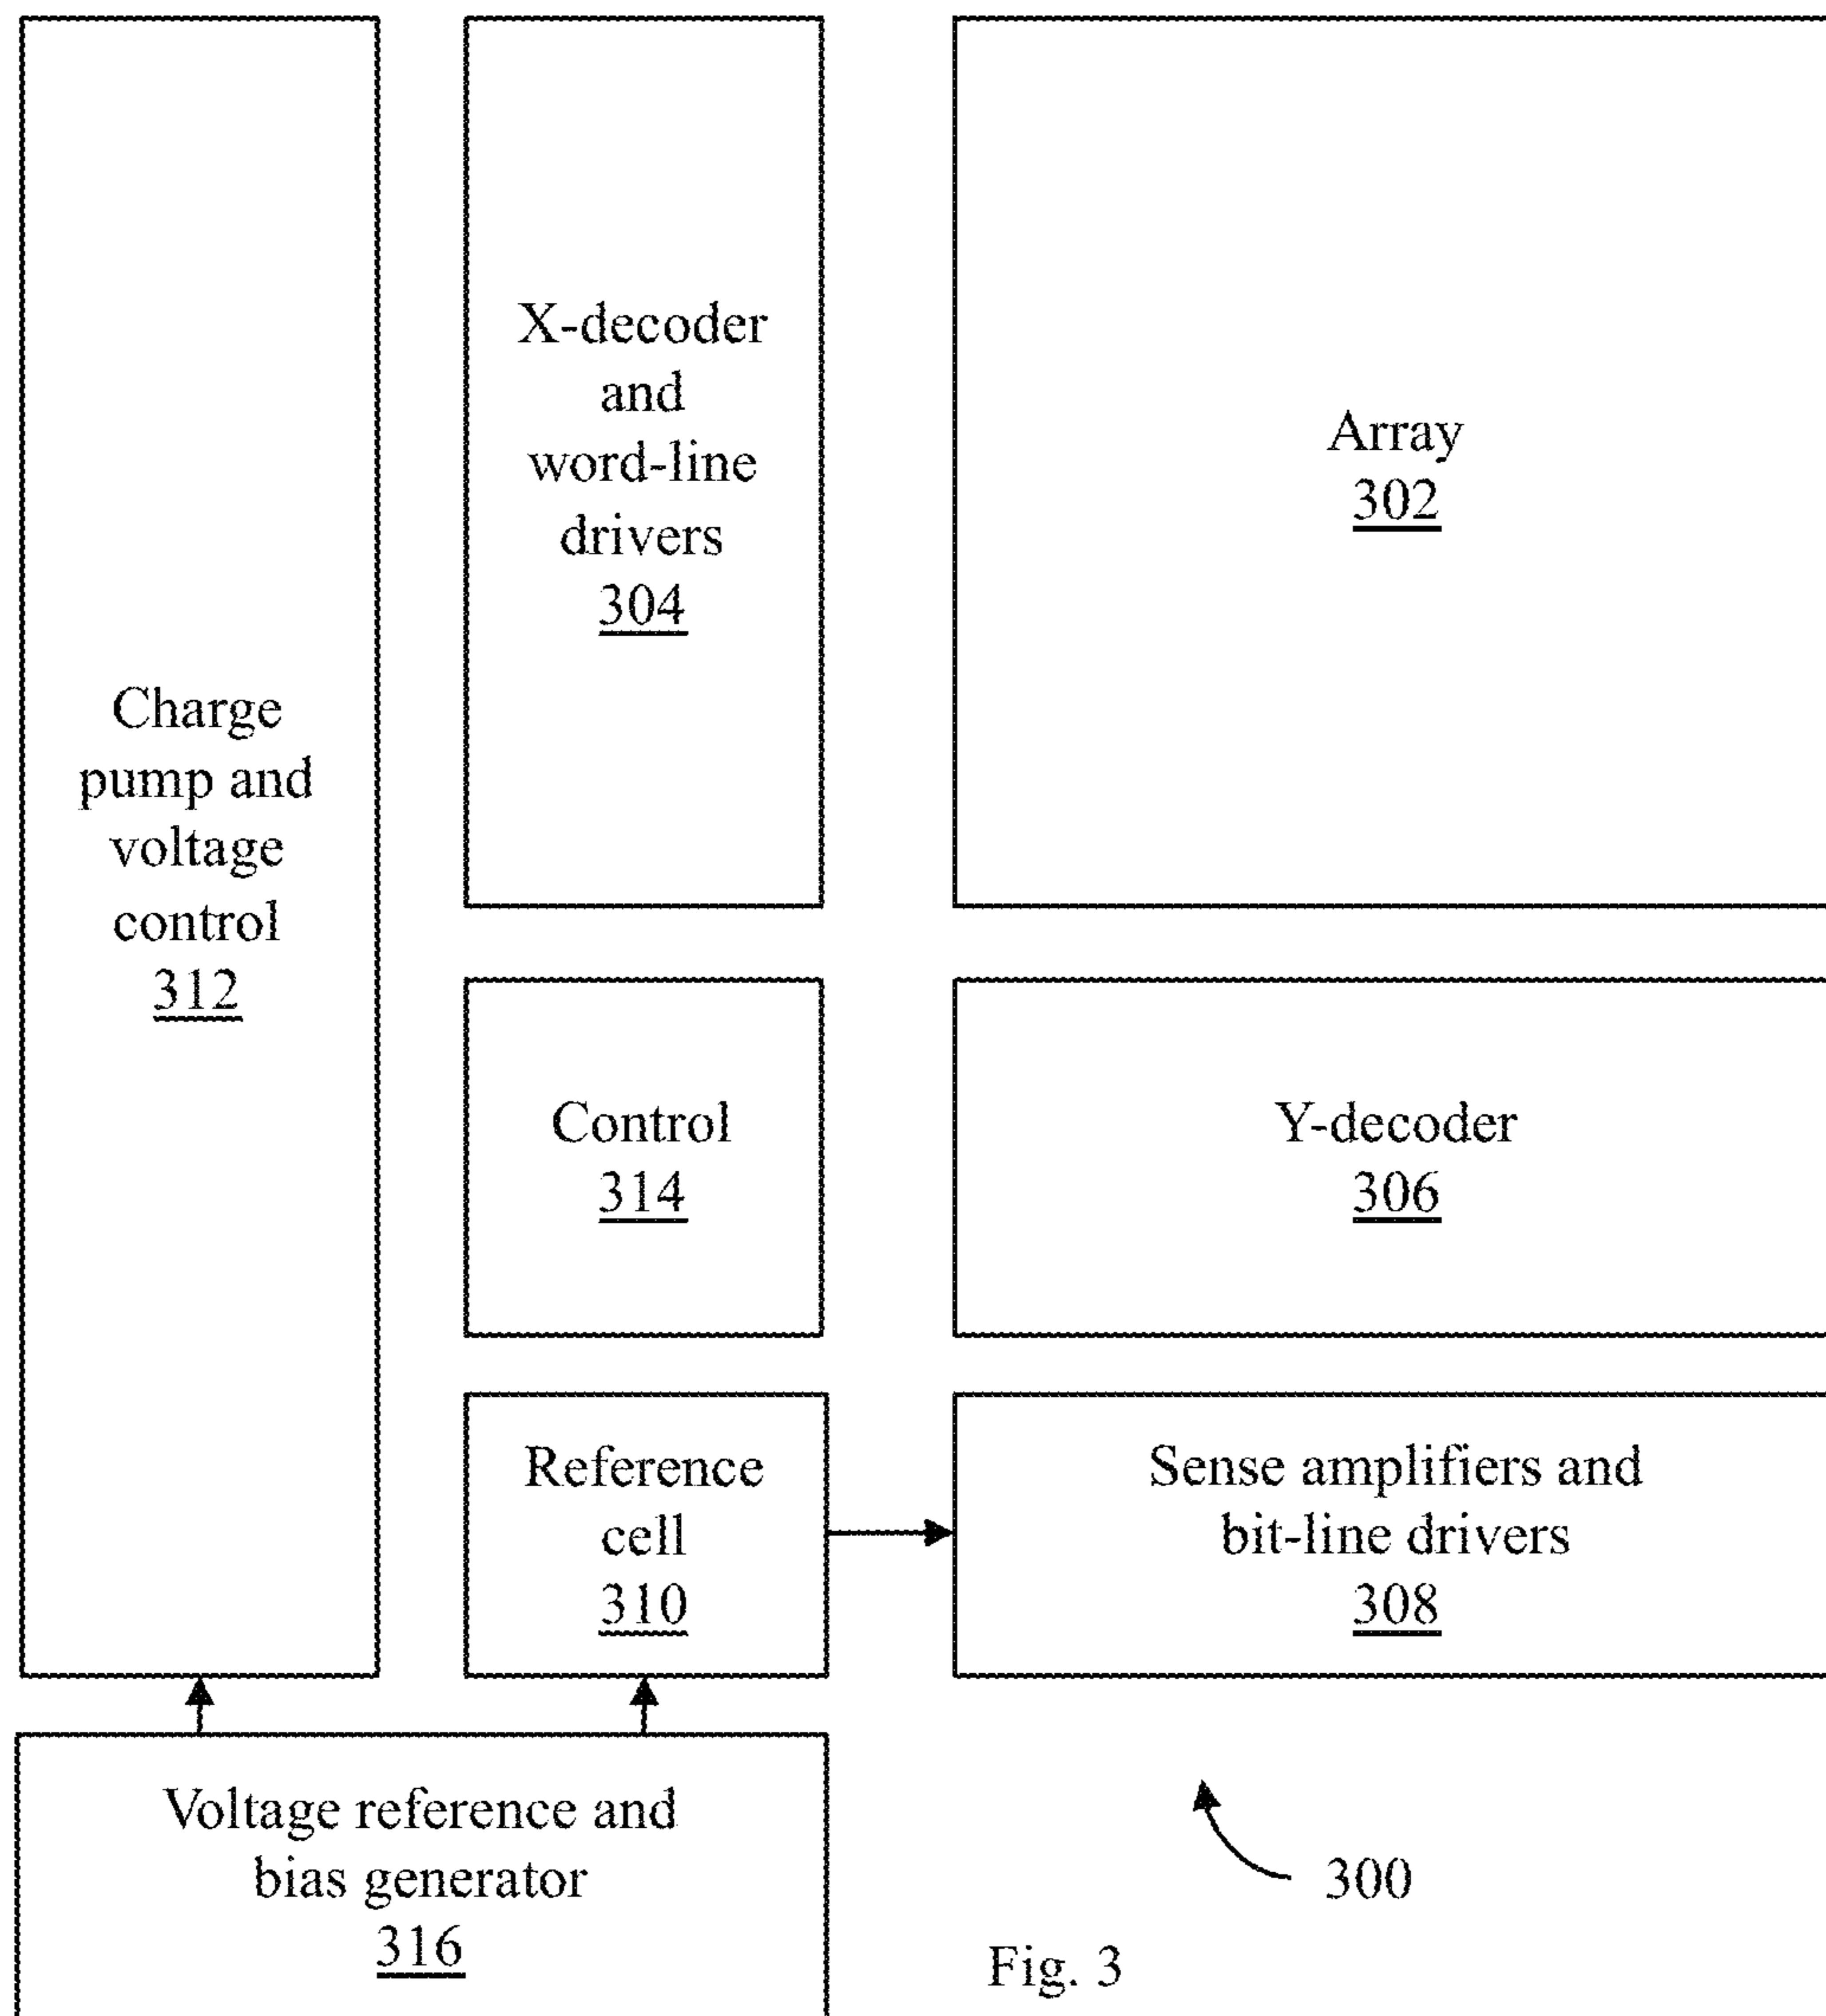 Charge
pump and
voltage
control
312
X-decoder
and
word-line
drivers
304
Array
302
Control
314
Y-decoder
306
Reference
cell
310
Sense amplifiers and
bit-line drivers
308
Voltage reference and
bias generator
316
300
Fig. 3